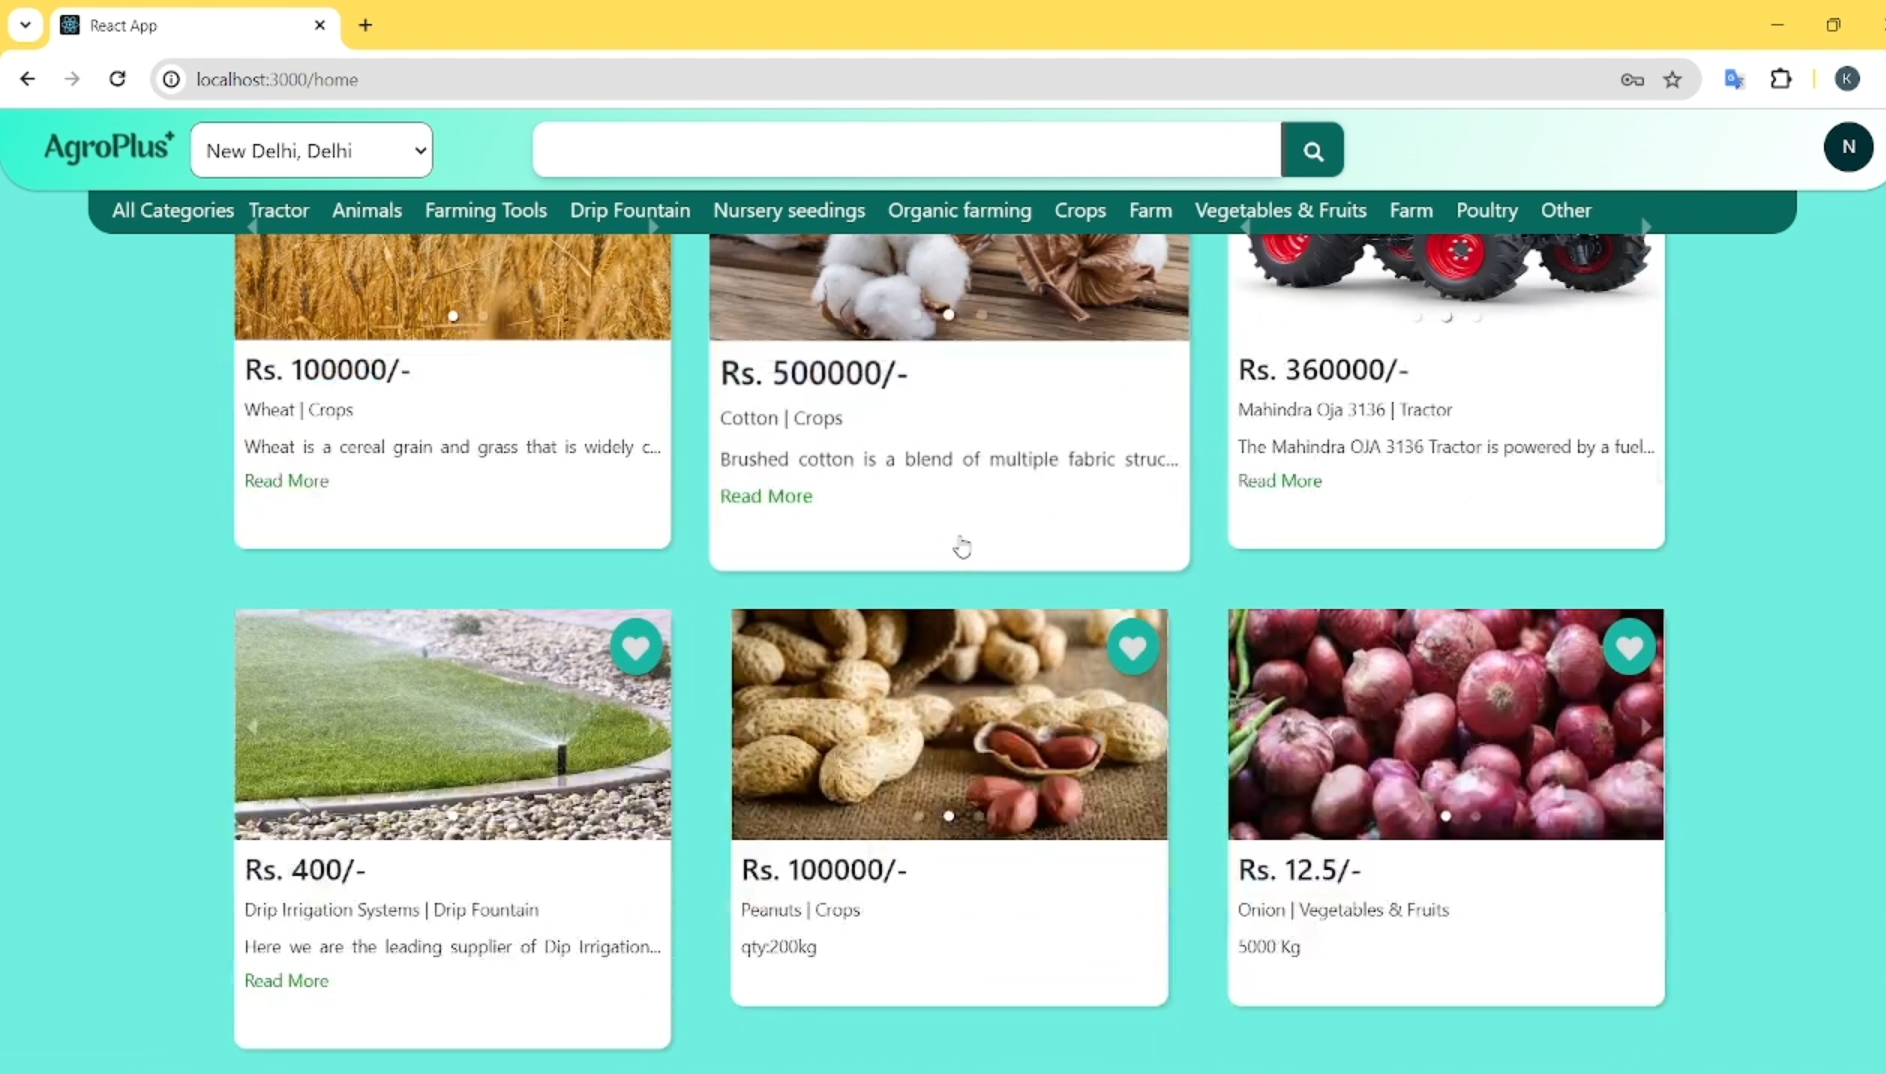 React App
localhost:3000/home
K
AgroPlus+
New Delhi, Delhi
N
All Categories Tractor Animals Farming Tools Drip Fountain Nursery seedings Organic farming Crops Farm Vegetables & Fruits Farm Poultry Other
Rs. 100000/-
Wheat | Crops
Wheat is a cereal grain and grass that is widely c...
Read More
Rs. 500000/-
Cotton | Crops
Brushed cotton is a blend of multiple fabric struc...
Read More
Rs. 360000/-
Mahindra Oja 3136 | Tractor
The Mahindra OJA 3136 Tractor is powered by a fuel...
Read More
Rs. 400/-
Drip Irrigation Systems | Drip Fountain
Here we are the leading supplier of Dip Irrigation...
Read More
Rs. 100000/-
Peanuts | Crops
qty:200kg
Rs. 12.5/-
Onion | Vegetables & Fruits
5000 Kg